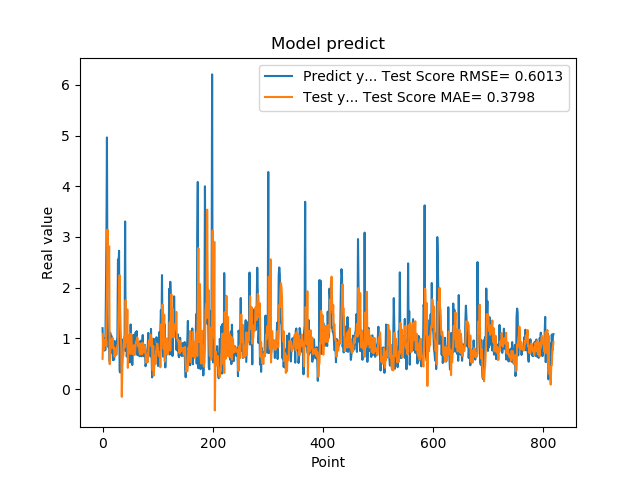 Model predict
Predict y... Test Score RMSE= 0.6013
Test y... Test Score MAE= 0.3798
Real value
6
5
4
3
2
1
0
0 200 400 600 800
Point